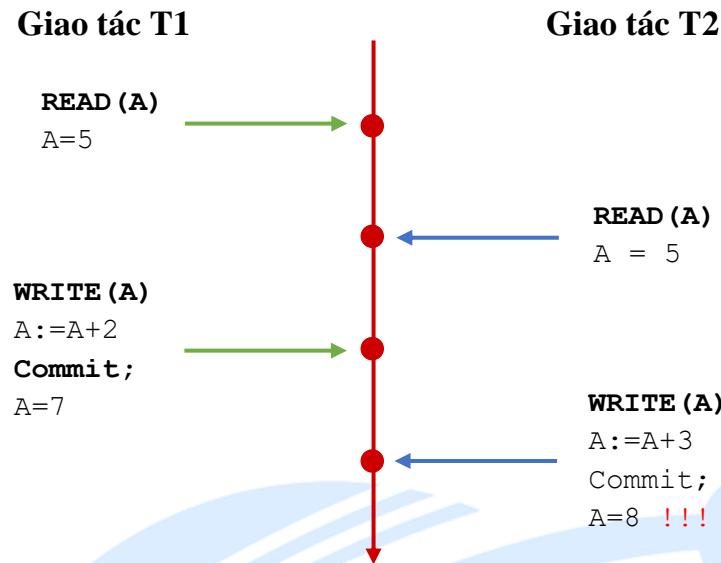 Giao tác T1
Giao tác T2
READ(A)
A=5
READ(A)
A = 5
WRITE(A)
A:=A+2
Commit;
A=7
WRITE(A)
A:=A+3
Commit;
A=8 !!!